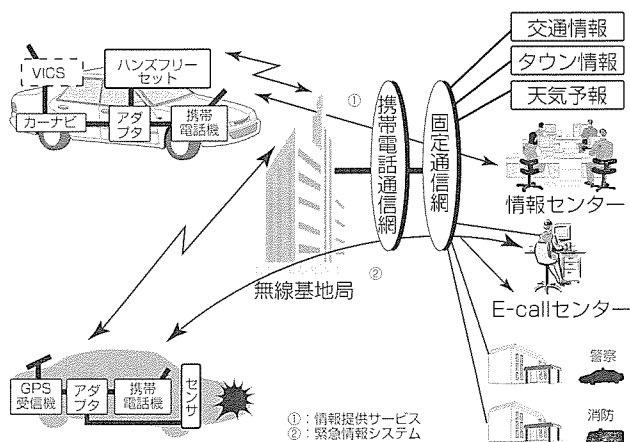 交通情報
タウン情報
天気予報
VICS
ハンズフリー
セット
カーナビ
アダ
プタ
携帯
電話機
①
携帯電話通信網
固定通信網
情報センター
無線基地局
②
E-callセンター
GPS
受信機
アダ
プタ
携帯
電話機
センサ
警察
消防
①：情報提供サービス
②：緊急情報システム